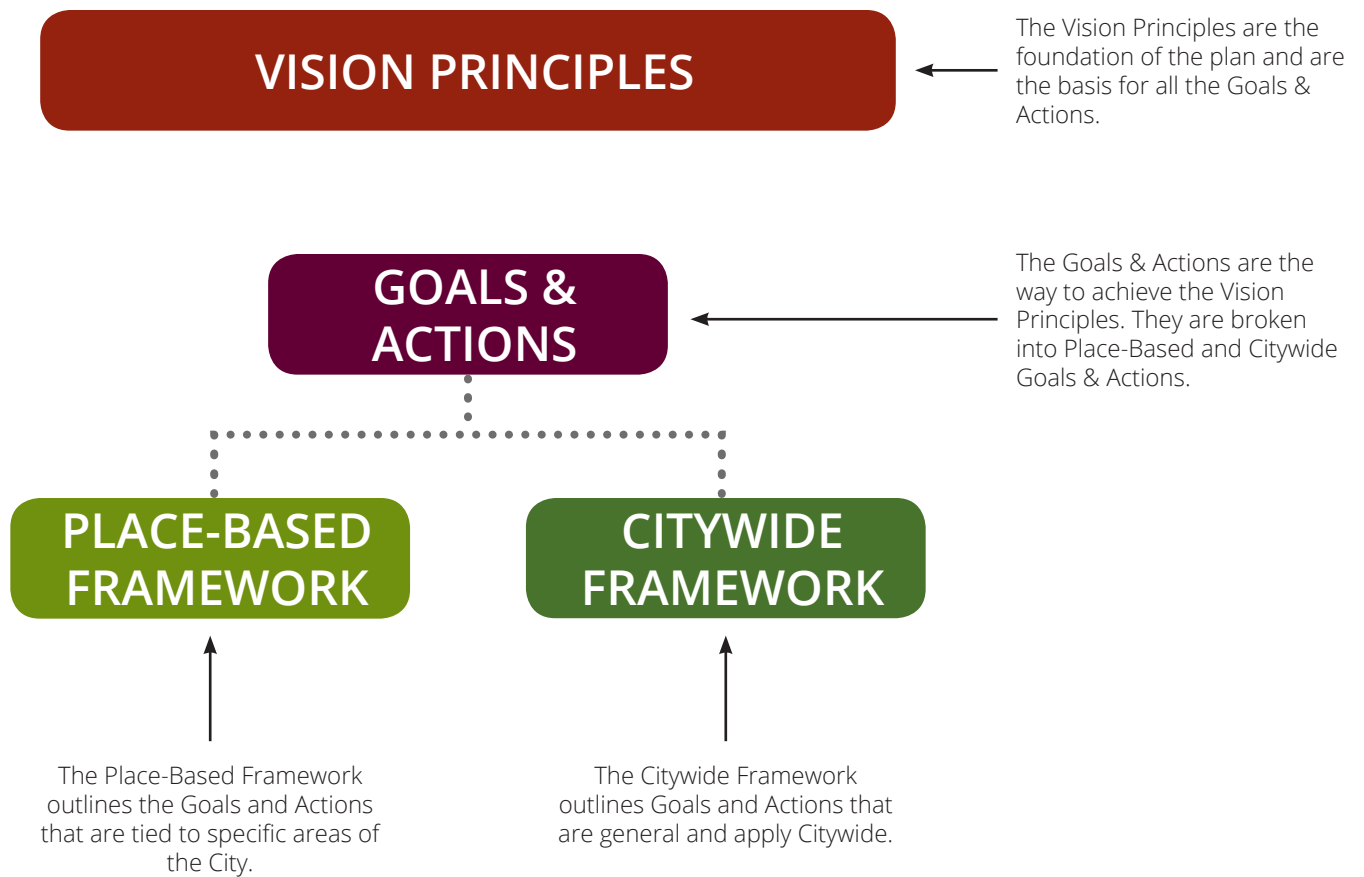 VISION PRINCIPLES
The Vision Principles are the
foundation of the plan and are
the basis for all the Goals &
Actions.
GOALS &
ACTIONS
The Goals & Actions are the
way to achieve the Vision
Principles. They are broken
into Place-Based and Citywide
Goals & Actions.
PLACE-BASED
FRAMEWORK
CITYWIDE
FRAMEWORK
The Place-Based Framework
outlines the Goals and Actions
that are tied to specific areas of
the City.
The Citywide Framework
outlines Goals and Actions that
are general and apply Citywide.